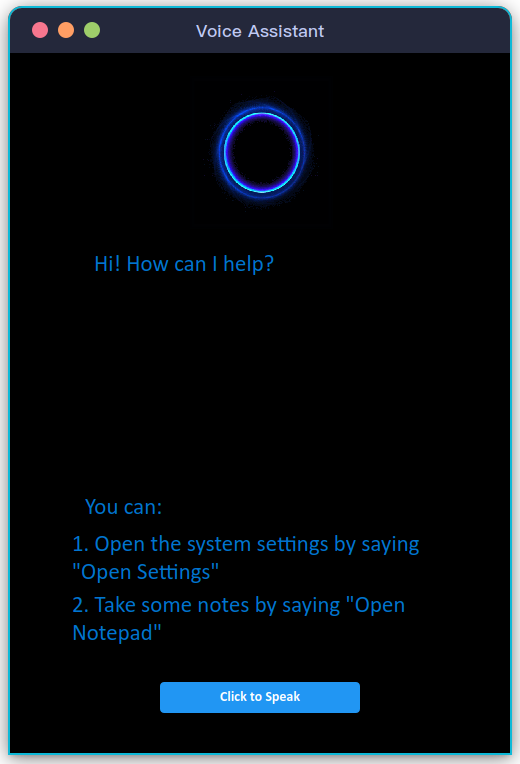 Voice Assistant
Hi! How can I help?
You can:
1. Open the system settings by saying
"Open Settings"
2. Take some notes by saying "Open
Notepad"
Click to Speak